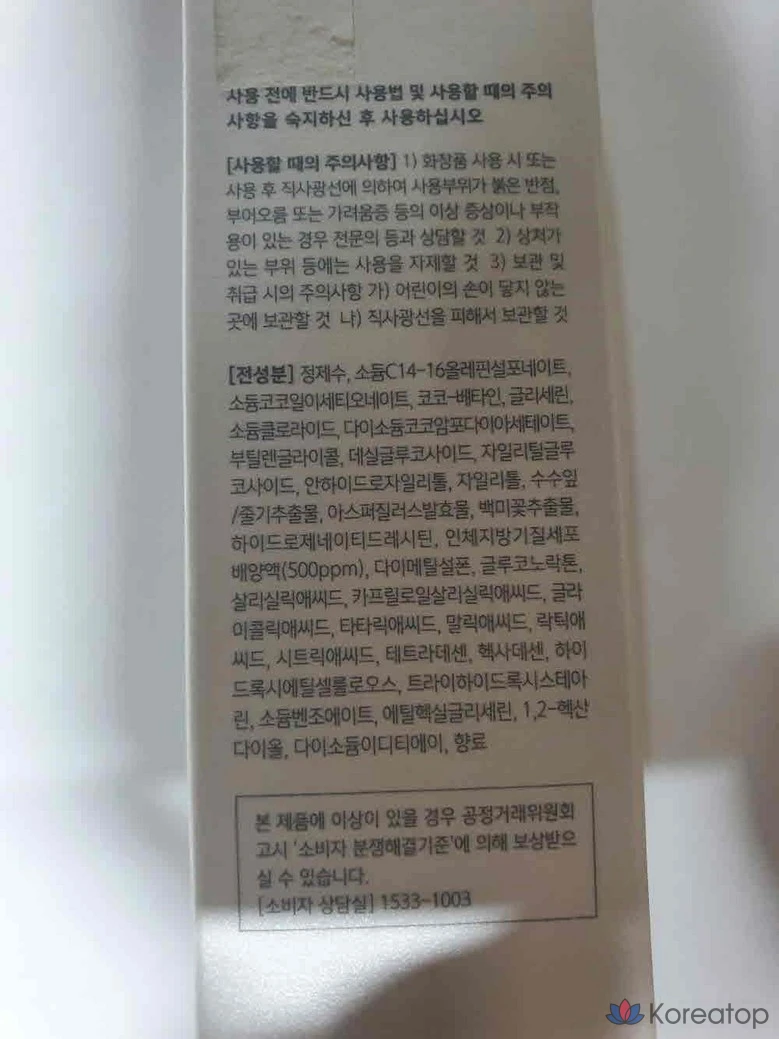 사용 전에 반드시 사용법 및 사용할 때의 주의
사항을 숙지하신 후 사용하십시오
[사용할 때의 주의사항] 1) 화장품 사용 시 또는
사용 후 직사광선에 의하여 사용부위가 붉은 반점,
부어오름 또는 가려움증 등의 이상 증상이나 부작
용이 있는 경우 전문의 등과 상담할 것 2) 상처가
있는 부위 등에는 사용을 자제할 것 3) 보관 및
취급 시의 주의사항 가) 어린이의 손이 닿지 않는
곳에 보관할 것 나) 직사광선을 피해서 보관할 것
[전성분] 정제수, 소듐C14-16올레핀설포네이트,
소듐코코일이세티오네이트, 코코-베타인, 글리세린,
소듐클로라이드, 다이소듐코코암포다이아세테이트,
부틸렌글라이콜, 데실글루코사이드, 자일리틸글루
코사이드, 안하이드로자일리톨, 자일리톨, 수수잎
/줄기추출물, 아스퍼질러스발효물, 백미꽃추출물,
하이드로제네이티드레시틴, 인체지방기질세포
배양액(500ppm), 다이메틸설폰, 글루코노락톤,
살리실릭애씨드, 카프릴로일살리실릭애씨드, 글라
이콜릭애씨드, 타타릭애씨드, 말릭애씨드, 락틱애
씨드, 시트릭애씨드, 테트라데센, 헥사데센, 하이
드록시에틸셀룰로오스, 트라이하이드록시스테아
린, 소듐벤조에이트, 에틸헥실글리세린, 1,2-헥산
다이올, 다이소듐이디티에이, 향료
본 제품에 이상이 있을 경우 공정거래위원회
고시 '소비자 분쟁해결기준'에 의해 보상받으
실 수 있습니다.
[소비자 상담실] 1533-1003
Koreatop